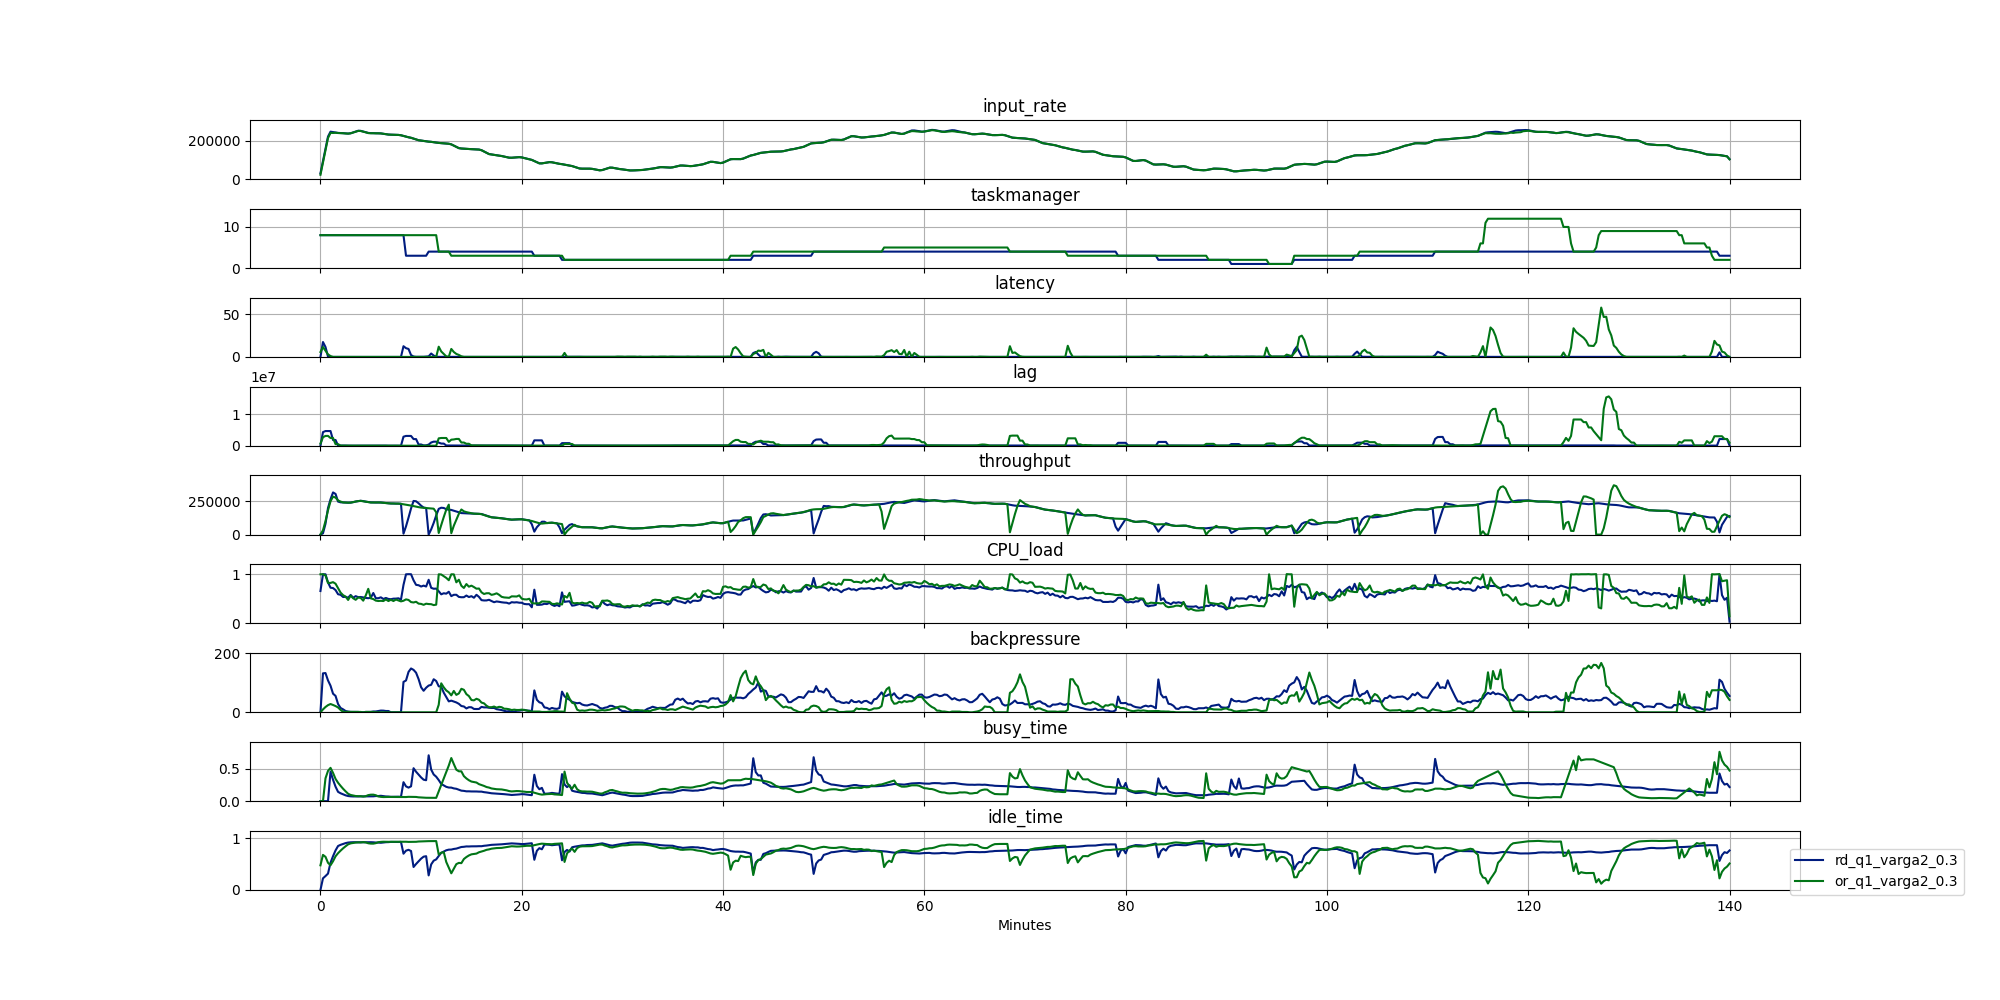 input_rate
200000
0
taskmanager
10
0
latency
50
0
1e7
lag
1
0
throughput
250000
0
CPU_load
1
0
backpressure
200
0
busy_time
0.5
0.0
idle_time
1
0
0 20 40 60 80 100 120 140
Minutes
rd_q1_varga2_0.3
or_q1_varga2_0.3